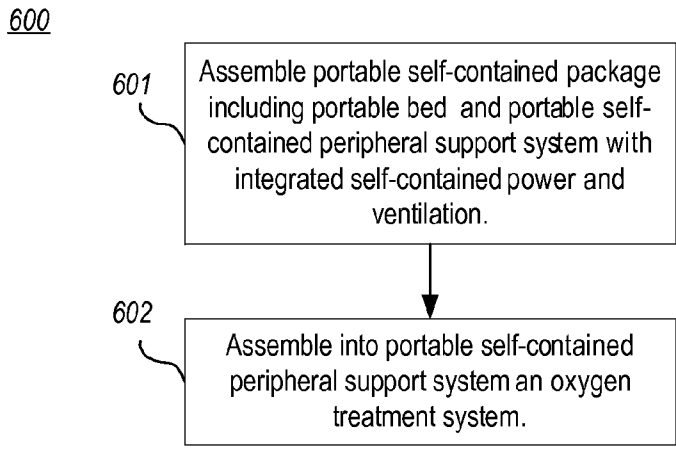 600
601
Assemble portable self-contained package
including portable bed and portable self-
contained peripheral support system with
integrated self-contained power and
ventilation.
602
Assemble into portable self-contained
peripheral support system an oxygen
treatment system.